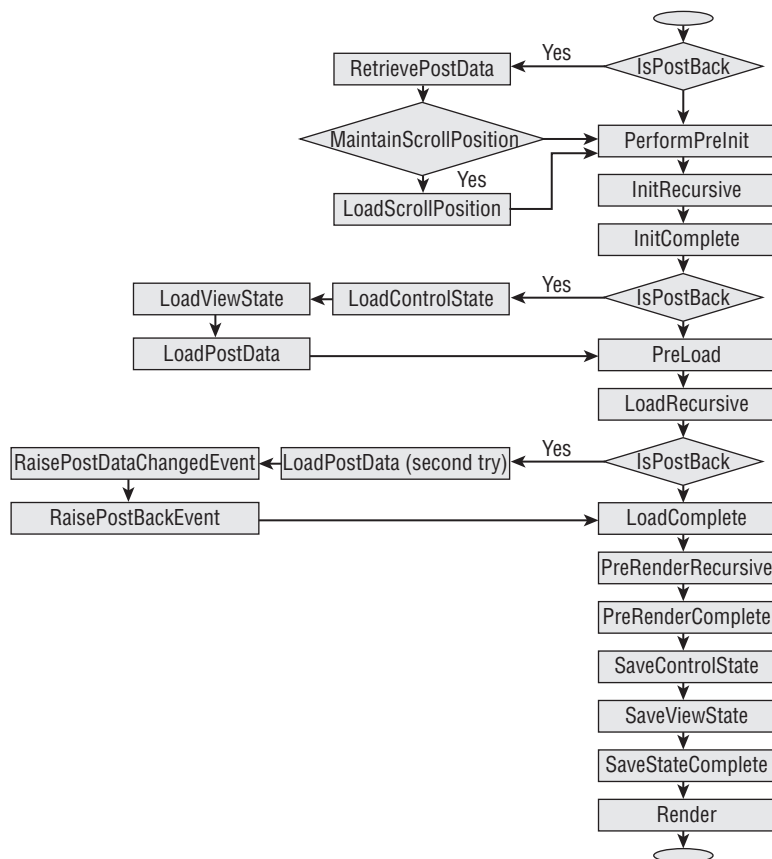 Yes
RetrievePostData
IsPostBack
MaintainScrollPosition
PerformPreInit
Yes
LoadScrollPosition
InitRecursive
InitComplete
Yes
LoadViewState
LoadControlState
IsPostBack
LoadPostData
PreLoad
LoadRecursive
Yes
RaisePostDataChangedEvent
LoadPostData (second try)
IsPostBack
RaisePostBackEvent
LoadComplete
PreRenderRecursive
PreRenderComplete
SaveControlState
SaveViewState
SaveStateComplete
Render